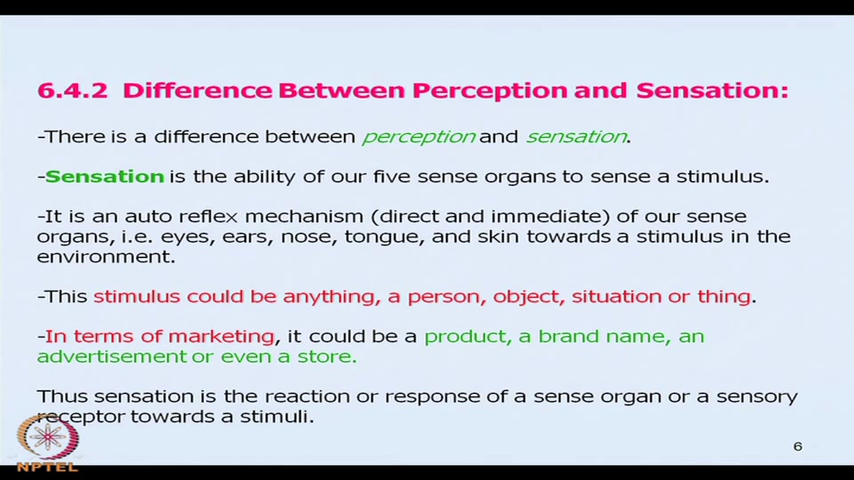 6.4.2 Difference Between Perception and Sensation:
-There is a difference between perception and sensation.
-Sensation is the ability of our five sense organs to sense a stimulus.
-It is an auto reflex mechanism (direct and immediate) of our sense
organs, i.e. eyes, ears, nose, tongue, and skin towards a stimulus in the
environment.
-This stimulus could be anything, a person, object, situation or thing.
-In terms of marketing, it could be a product, a brand name, an
advertisement or even a store.
Thus sensation is the reaction or response of a sense organ or a sensory
receptor towards a stimuli.
6
NPTEL